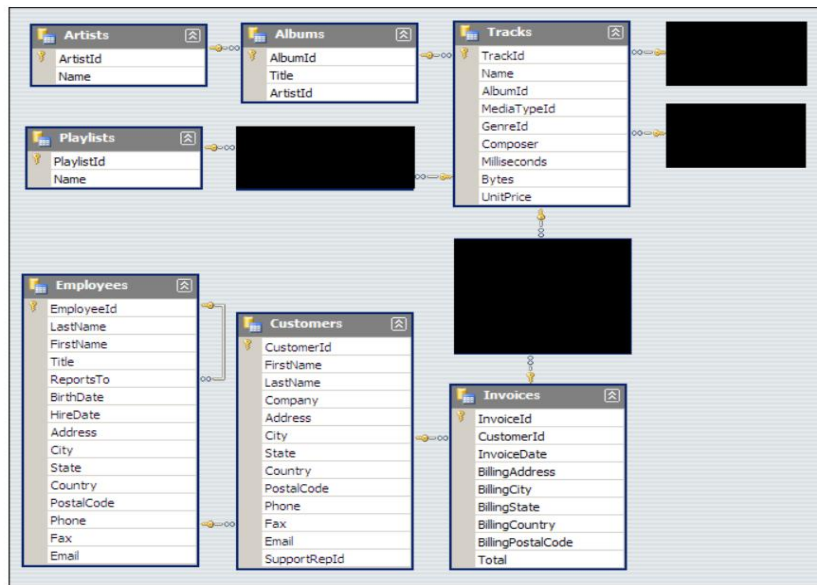 Artists
ArtistId
Name
Albums
AlbumId
Title
ArtistId
Tracks
TrackId
Name
AlbumId
MediaTypeId
GenreId
Composer
Milliseconds
Bytes
UnitPrice
Playlists
PlaylistId
Name
Employees
EmployeeId
LastName
FirstName
Title
ReportsTo
BirthDate
HireDate
Address
City
State
Country
PostalCode
Phone
Fax
Email
Customers
CustomerId
FirstName
LastName
Company
Address
City
State
Country
PostalCode
Phone
Fax
Email
SupportRepId
Invoices
InvoiceId
CustomerId
InvoiceDate
BillingAddress
BillingCity
BillingState
BillingCountry
BillingPostalCode
Total